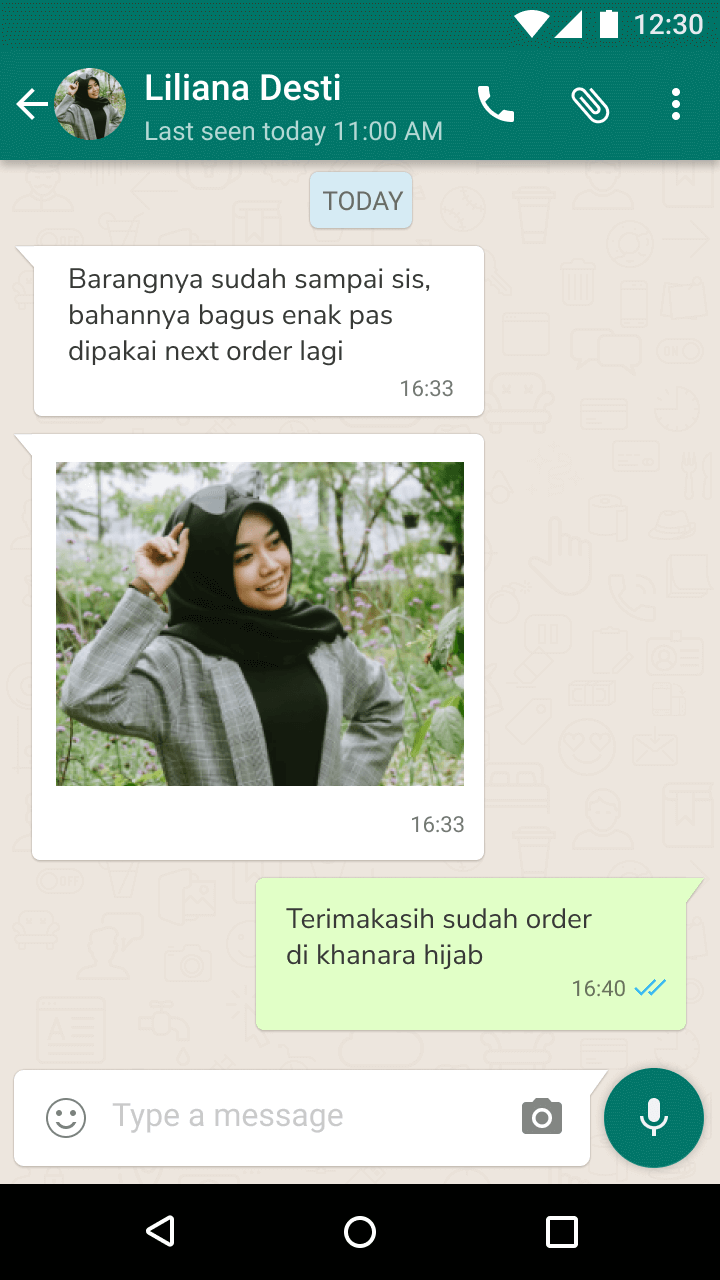 12:30
Liliana Desti
Last seen today 11:00 AM
TODAY
Barangnya sudah sampai sis,
bahannya bagus enak pas
dipakai next order lagi
16:33
16:33
Terimakasih sudah order
di khanara hijab
16:40
Type a message